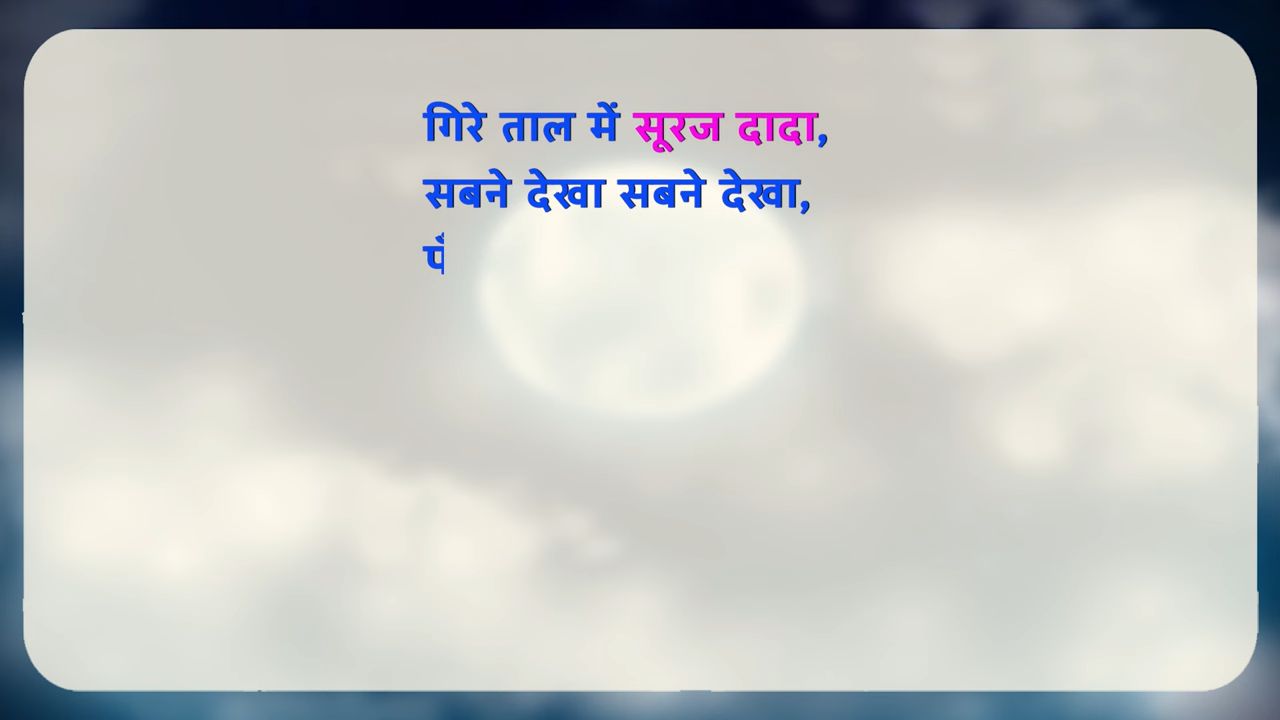 गिरे ताल में सूरज दादा,
सबने देखा सबने देखा,